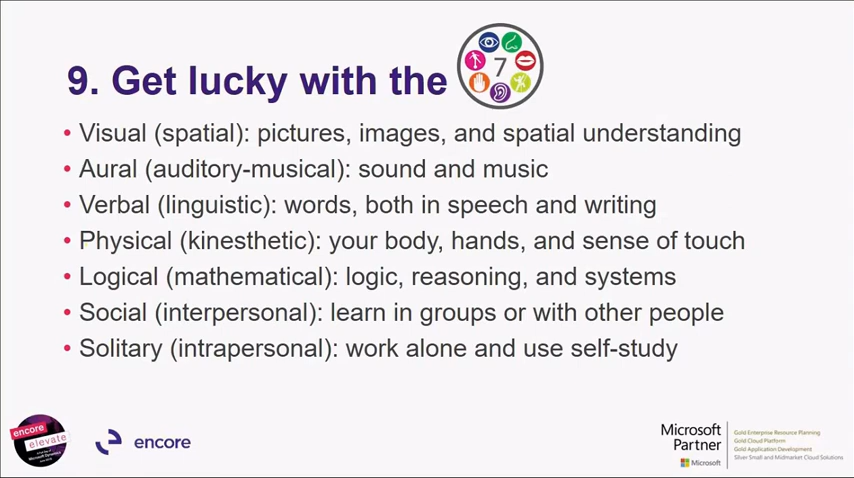 9. Get lucky with the 7
• Visual (spatial): pictures, images, and spatial understanding
• Aural (auditory-musical): sound and music
• Verbal (linguistic): words, both in speech and writing
• Physical (kinesthetic): your body, hands, and sense of touch
• Logical (mathematical): logic, reasoning, and systems
• Social (interpersonal): learn in groups or with other people
• Solitary (intrapersonal): work alone and use self-study
encore
elevate
Microsoft Dynamics
encore
Microsoft
Partner
Microsoft
Gold Enterprise Resource Planning
Gold Cloud Platform
Gold Application Development
Silver Small and Midmarket Cloud Solutions